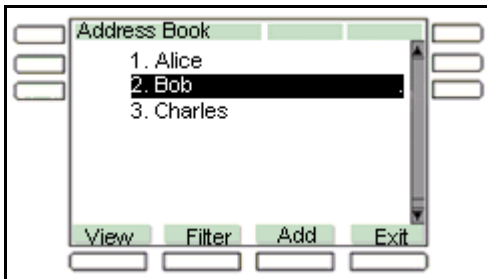 Address Book
1. Alice
2. Bob
3. Charles
View Filter Add Exit